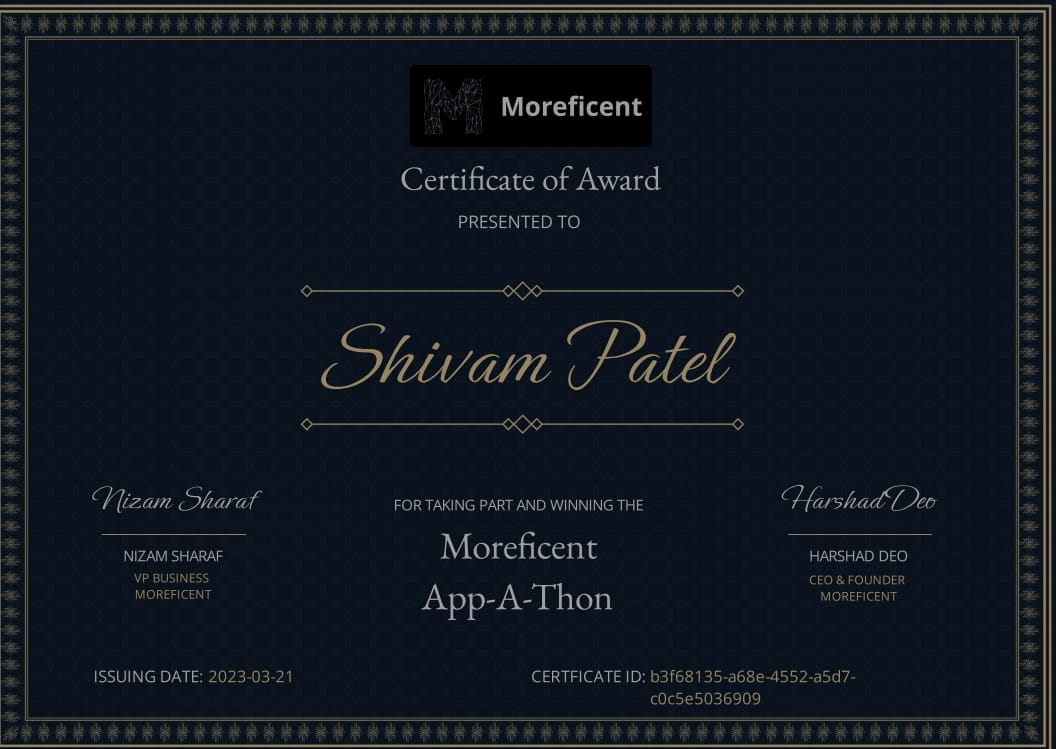 Moreficent
Certificate of Award
PRESENTED TO
Shivam Patel
Nizam Sharaf
NIZAM SHARAF
VP BUSINESS
MOREFICENT
FOR TAKING PART AND WINNING THE
Moreficent
App-A-Thon
Harshad Deo
HARSHAD DEO
CEO & FOUNDER
MOREFICENT
ISSUING DATE: 2023-03-21
CERTFICATE ID: b3f68135-a68e-4552-a5d7-
c0c5e5036909